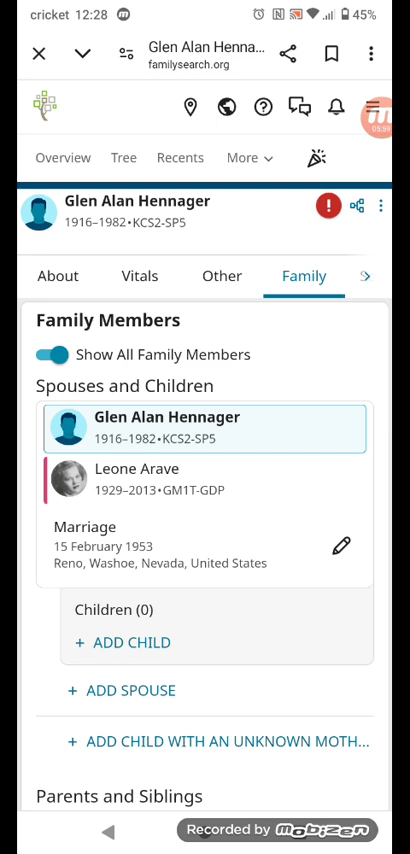 cricket 12:28 m 45%
Glen Alan Henna...
familysearch.org
m
05:59
Overview Tree Recents More
Glen Alan Hennager
1916–1982•KCS2-SP5
!
About Vitals Other Family S
Family Members
Show All Family Members
Spouses and Children
Glen Alan Hennager
1916–1982•KCS2-SP5
Leone Arave
1929–2013•GM1T-GDP
Marriage
15 February 1953
Reno, Washoe, Nevada, United States
Children (0)
+ ADD CHILD
+ ADD SPOUSE
+ ADD CHILD WITH AN UNKNOWN MOTH...
Parents and Siblings
Recorded by mobizen